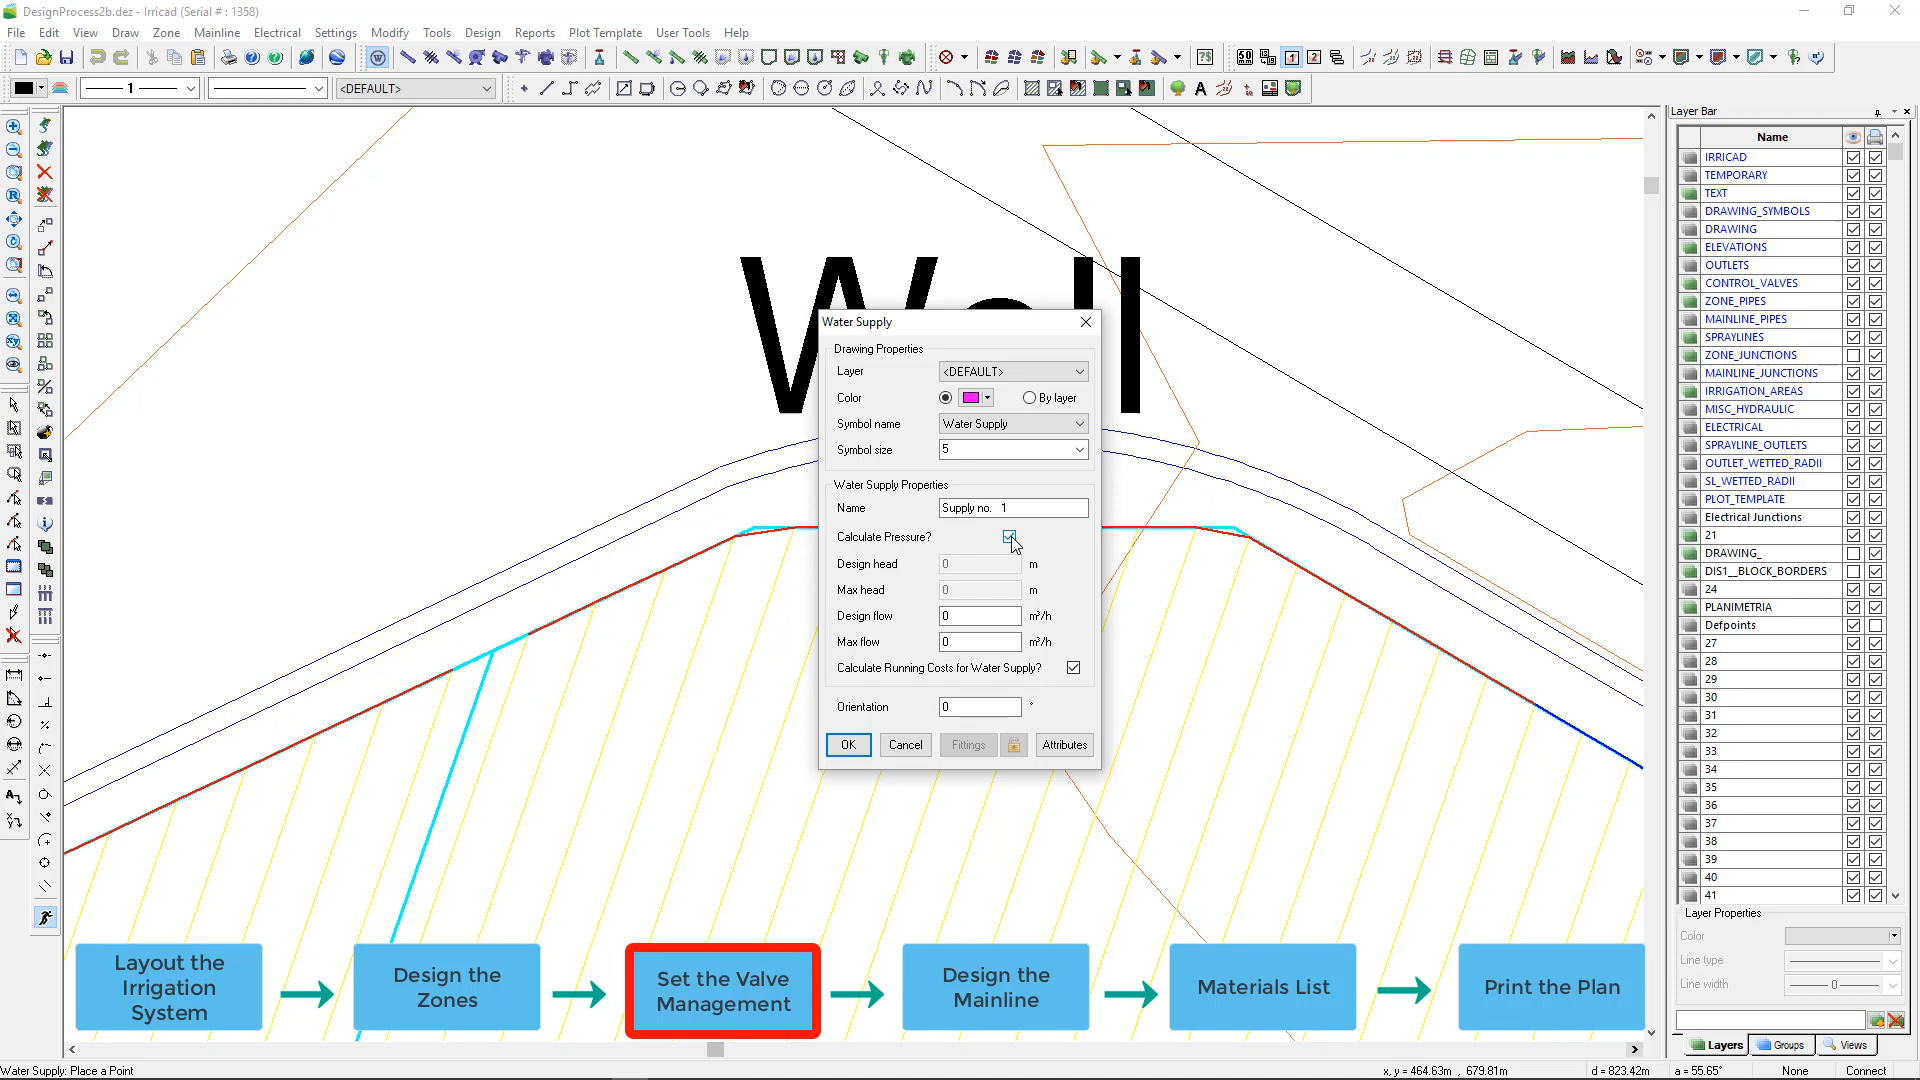 DesignProcess2b.dez - Irricad (Serial # : 1358)
File Edit View Draw Zone Mainline Electrical Settings Modify Tools Design Reports Plot Template User Tools Help
1
<DEFAULT>
Layer Bar
Name
IRRICAD
TEMPORARY
TEXT
DRAWING_SYMBOLS
DRAWING
ELEVATIONS
OUTLETS
CONTROL_VALVES
ZONE_PIPES
MAINLINE_PIPES
SPRAYLINES
ZONE_JUNCTIONS
MAINLINE_JUNCTIONS
IRRIGATION_AREAS
MISC_HYDRAULIC
ELECTRICAL
SPRAYLINE_OUTLETS
OUTLET_WETTED_RADII
SL_WETTED_RADII
PLOT_TEMPLATE
Electrical Junctions
21
DRAWING_
DIS1__BLOCK_BORDERS
24
PLANIMETRIA
Defpoints
27
28
29
30
31
32
33
34
35
36
37
38
39
40
41
Layer Properties
Color
Line type
Line width
0
Layers Groups Views
Well
Water Supply
Drawing Properties
Layer <DEFAULT>
Color By layer
Symbol name Water Supply
Symbol size 5
Water Supply Properties
Name Supply no. 1
Calculate Pressure?
Design head 0 m
Max head 0 m
Design flow 0 m³/h
Max flow 0 m³/h
Calculate Running Costs for Water Supply?
Orientation 0 °
OK Cancel Fittings Attributes
Layout the
Irrigation
System
Design the
Zones
Set the Valve
Management
Design the
Mainline
Materials List
Print the Plan
Water Supply: Place a Point
x, y = 464.63m , 679.81m
d = 823.42m
a = 55.65°
None
Connect